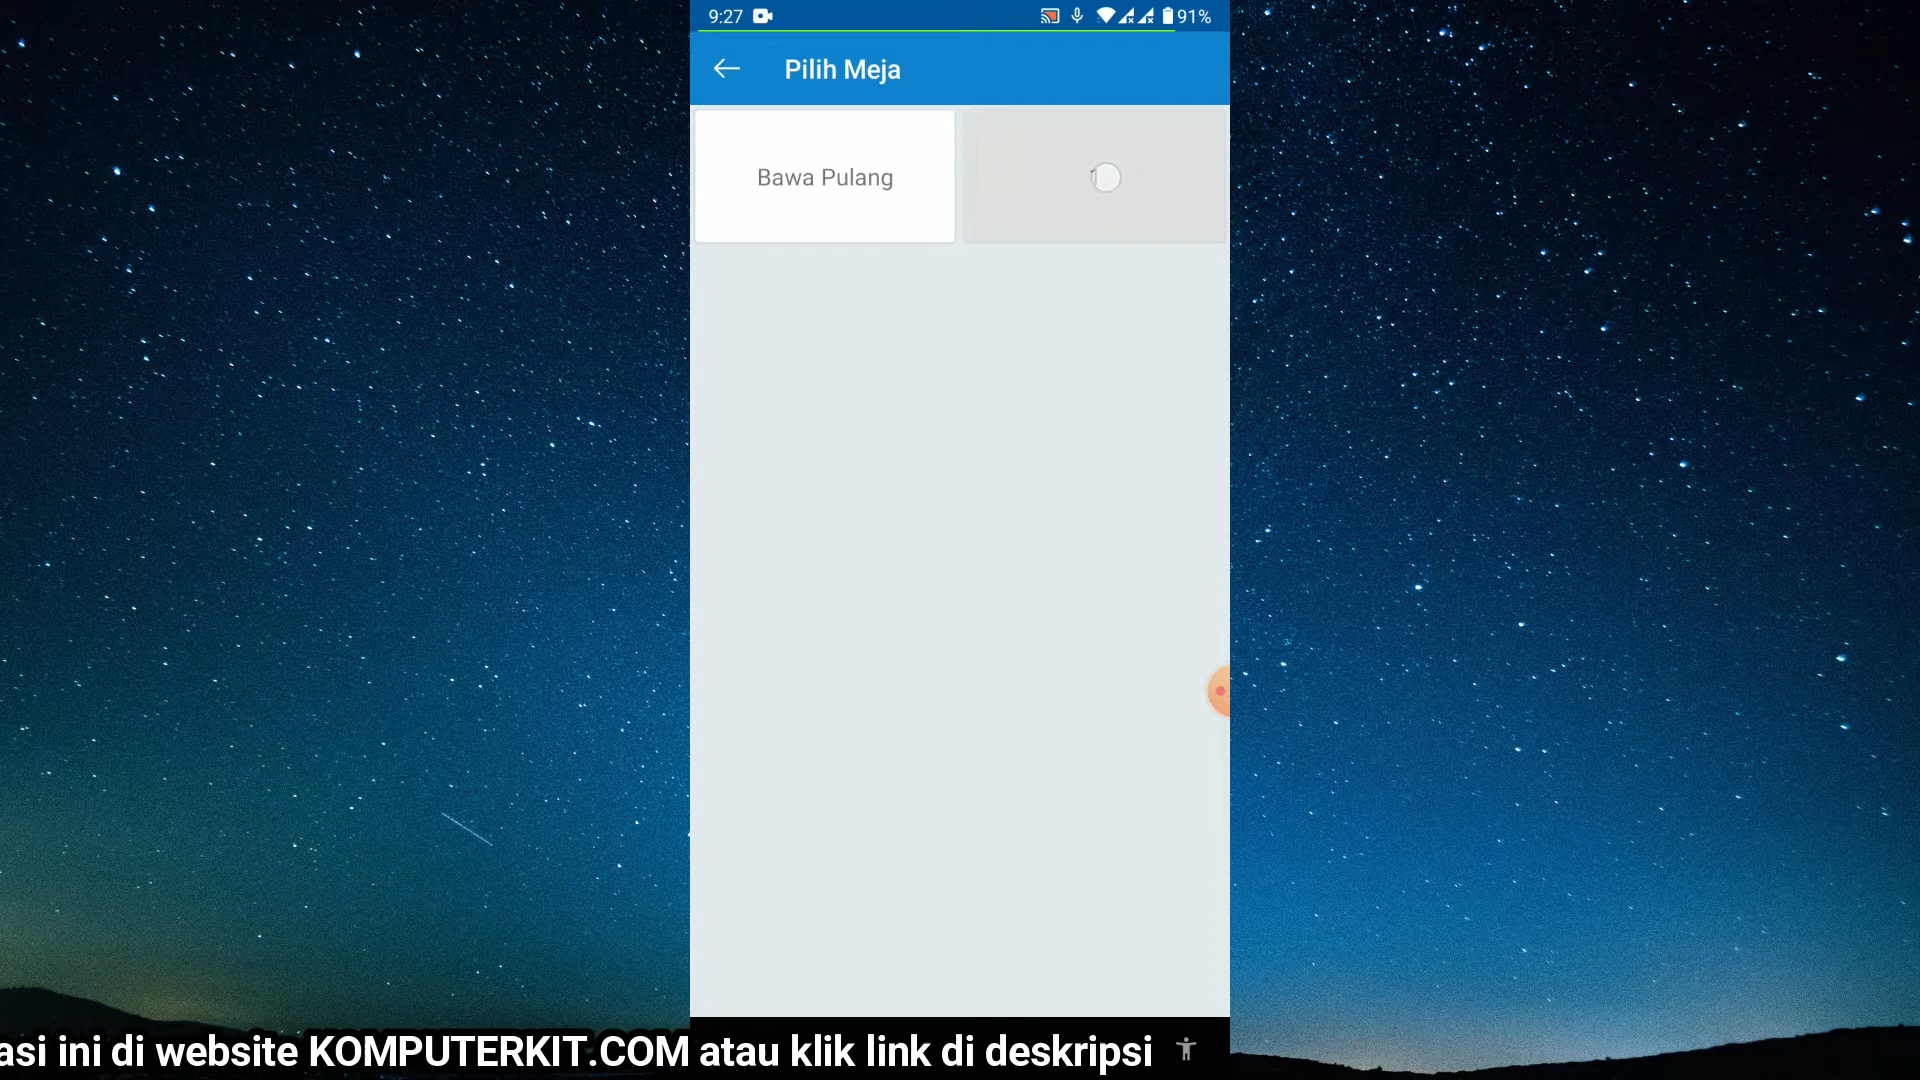 9:27
91%
Pilih Meja
Bawa Pulang
asi ini di website KOMPUTERKIT.COM atau klik link di deskripsi